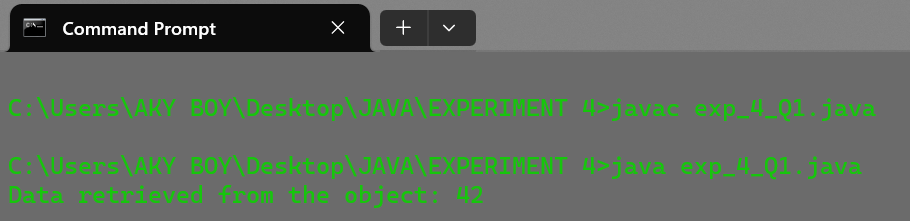 Command Prompt
C:\Users\AKY BOY\Desktop\JAVA\EXPERIMENT 4>javac exp_4_Q1.java
C:\Users\AKY BOY\Desktop\JAVA\EXPERIMENT 4>java exp_4_Q1.java
Data retrieved from the object: 42